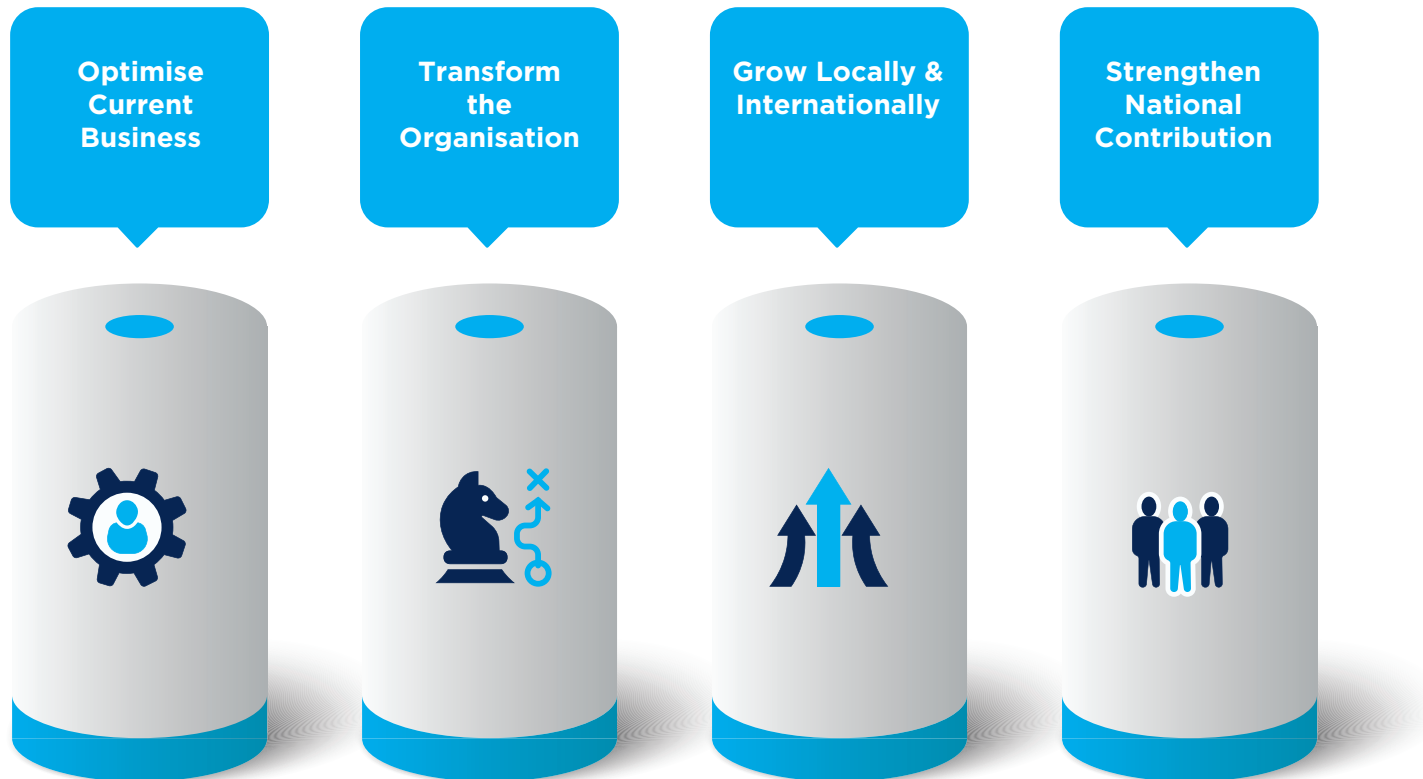 Optimise
Current
Business
Transform
the
Organisation
Grow Locally &
Internationally
Strengthen
National
Contribution